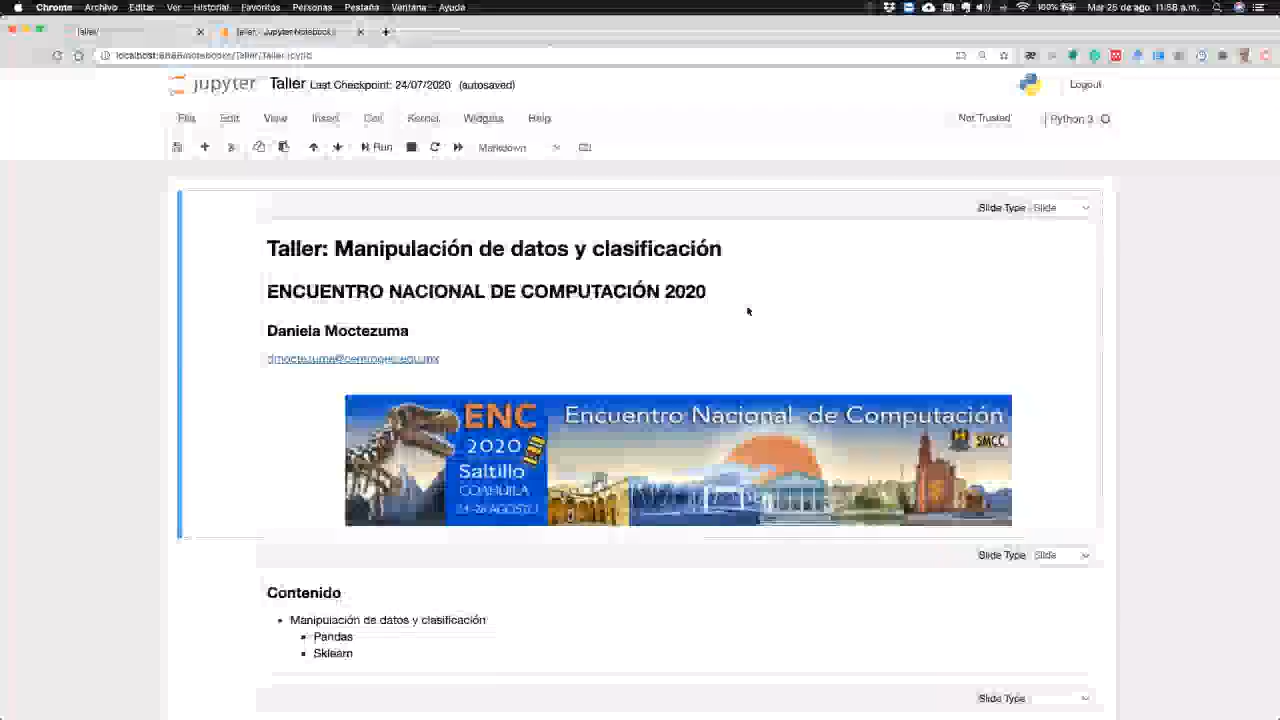 Chrome Archivo Editar Ver Historial Favoritos Personas Pestaña Ventana Ayuda 100% Mar 25 de ago. 11:58 a.m.
Taller/ Taller - Jupyter Notebook
jupyter Taller Last Checkpoint: 24/07/2020 (autosaved) Logout
File Edit View Insert Cell Kernel Widgets Help Not Trusted Python 3
Run Markdown
Slide Type Slide
Taller: Manipulación de datos y clasificación
ENCUENTRO NACIONAL DE COMPUTACIÓN 2020
Daniela Moctezuma
ENC Encuentro Nacional de Computación
2020 SMCC
Saltillo
COAHUILA
Slide Type Slide
Contenido
Manipulación de datos y clasificación
Pandas
Sklearn
Slide Type